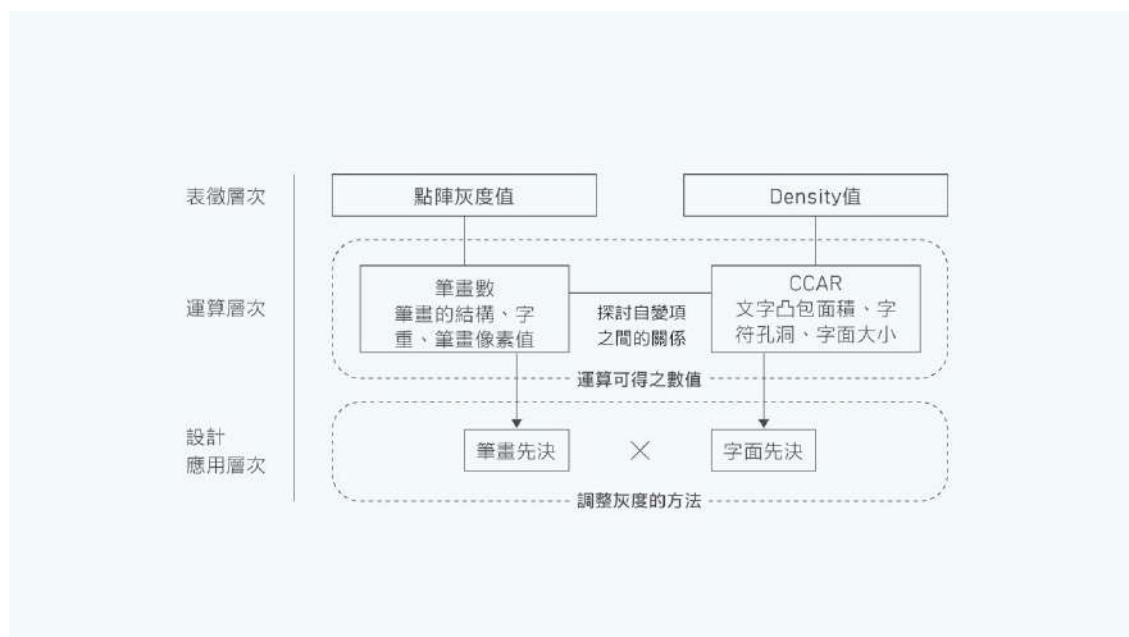 表徵層次
點陣灰度值
Density值
運算層次
筆畫數
筆畫的結構、字
重、筆畫像素值
探討自變項
之間的關係
CCAR
文字凸包面積、字
符孔洞、字面大小
運算可得之數值
設計
應用層次
筆畫先決
×
字面先決
調整灰度的方法